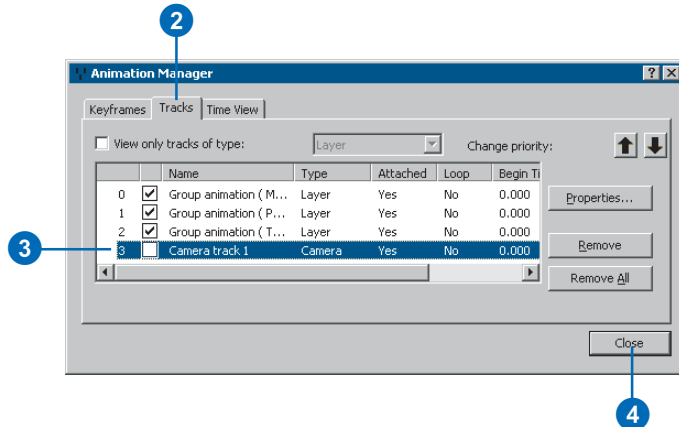 2
Animation Manager
Keyframes Tracks Time View
View only tracks of type: Layer Change priority:
Name Type Attached Loop Begin Ti
0 Group animation ( M... Layer Yes No 0.000
1 Group animation ( P... Layer Yes No 0.000
2 Group animation ( T... Layer Yes No 0.000
3 Camera track 1 Camera Yes No 0.000
Properties...
3
Remove
Remove All
Close
4